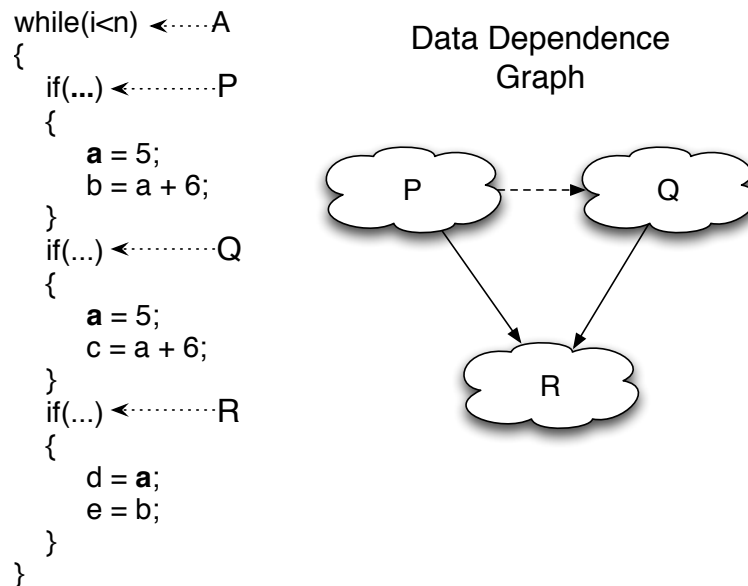 while(i<n) A
{
if(...) P
{
a = 5;
b = a + 6;
}
if(...) Q
{
a = 5;
c = a + 6;
}
if(...) R
{
d = a;
e = b;
}
}
Data Dependence
Graph
P
Q
R